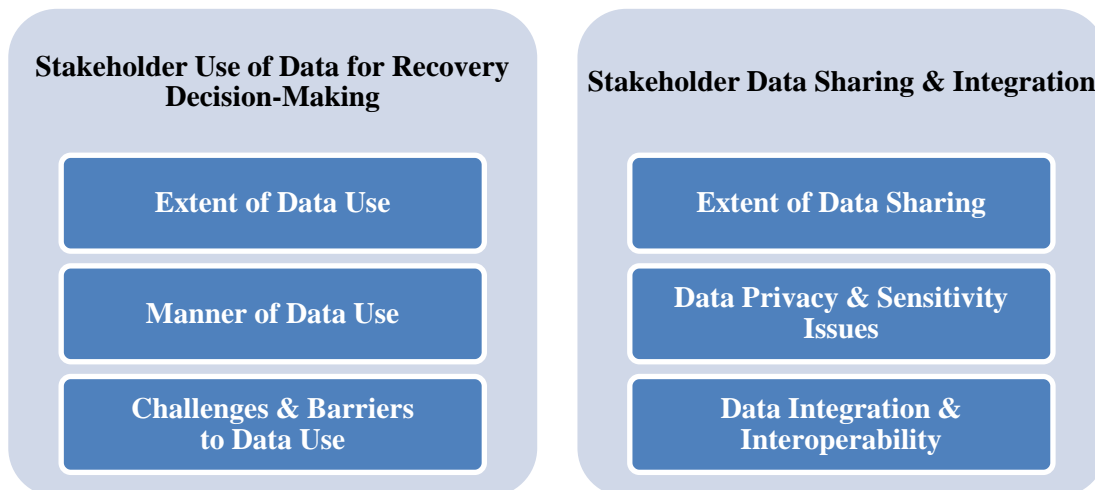 Stakeholder Use of Data for Recovery
Decision-Making
Extent of Data Use
Manner of Data Use
Challenges & Barriers
to Data Use
Stakeholder Data Sharing & Integration
Extent of Data Sharing
Data Privacy & Sensitivity
Issues
Data Integration &
Interoperability